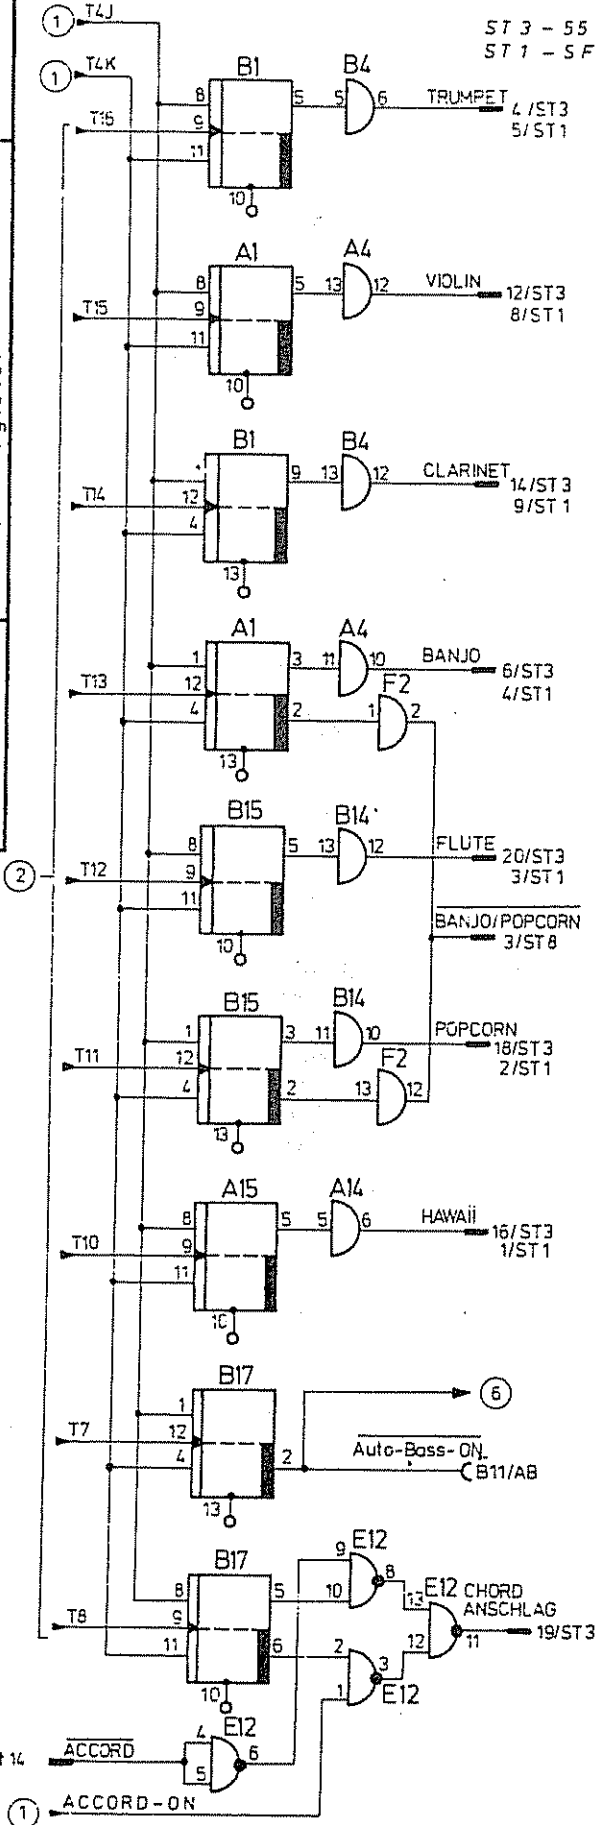 1 T4J
ST 3 - 55
ST 1 - SF
1 T4K
B1 B4
8 5 5 6 TRUMPET 4/ST3
T16 9 5/ST1
11
10
A1 A4
8 5 13 12 VIOLIN 12/ST3
T15 9 8/ST1
11
10
B1 B4
9 13 12 CLARINET 14/ST3
T14 12 9/ST1
4
13
A1 A4
1 3 11 10 BANJO 6/ST3
T13 12 F2 4/ST1
4 2 1 2
13
B15 B14
8 5 13 12 FLUTE 20/ST3
2 T12 9 3/ST1
11 BANJO/POPCORN
10 3/ST8
B15 B14
1 3 11 10 POPCORN 18/ST3
T11 12 F2 2/ST1
4 2 13 12
13
A15 A14
8 5 5 6 HAWAii 16/ST3
T10 9 1/ST1
11
10
B17 6
1
T7 12 Auto-Bass-ON
4 2 B11/AB
13
B17 9 E12 8
8 5 10 13 E12 CHORD
ANSCHLAG
T8 9 12 11 19/ST3
11 6 2 3
10 1 E12
E12
14 ACCORD 4 6
5
1 ACCORD-ON